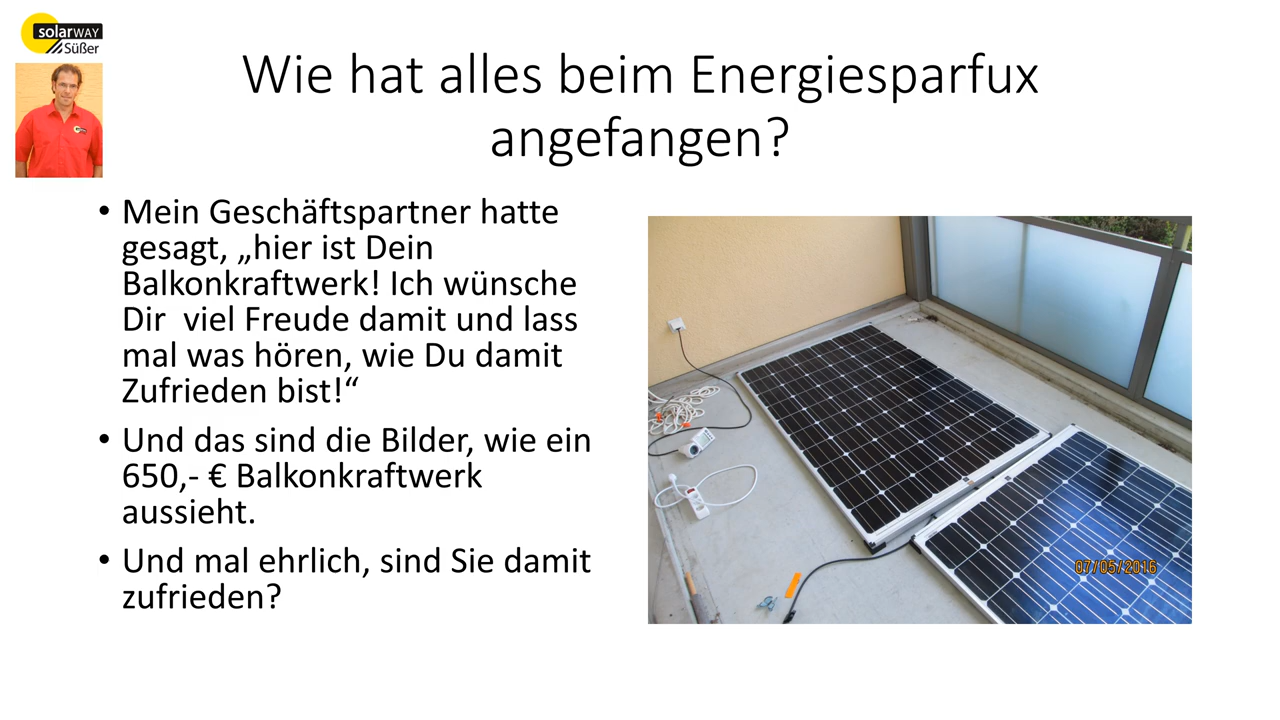 solarWAY
Süßer
Wie hat alles beim Energiesparfux
angefangen?
• Mein Geschäftspartner hatte
gesagt, „hier ist Dein
Balkonkraftwerk! Ich wünsche
Dir  viel Freude damit und lass
mal was hören, wie Du damit
Zufrieden bist!“
• Und das sind die Bilder, wie ein
650,- € Balkonkraftwerk
aussieht.
• Und mal ehrlich, sind Sie damit
zufrieden?
07/05/2016